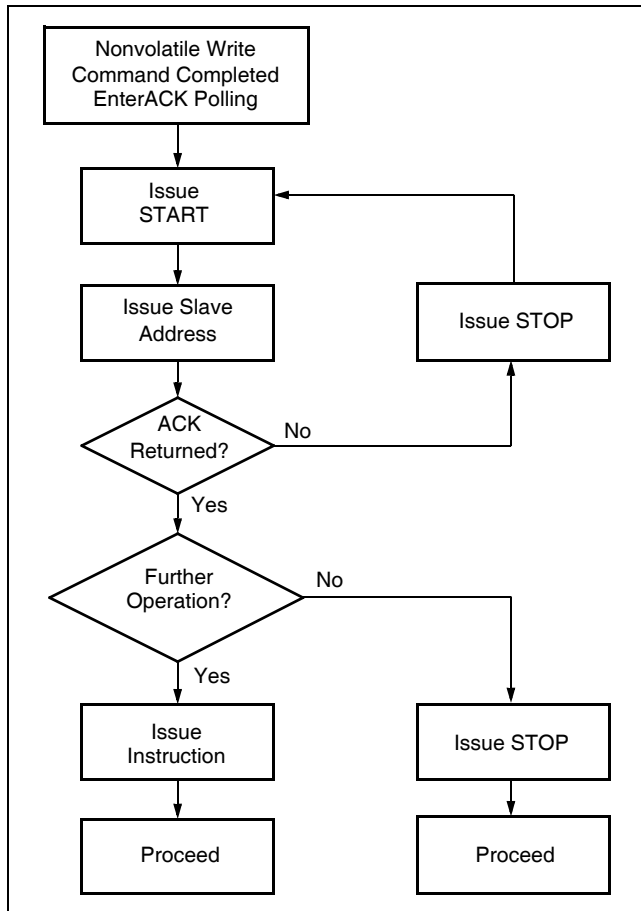 Nonvolatile Write
Command Completed
EnterACK Polling
Issue
START
Issue Slave
Address
Issue STOP
ACK
Returned?
No
Yes
Further
Operation?
No
Yes
Issue
Instruction
Issue STOP
Proceed
Proceed